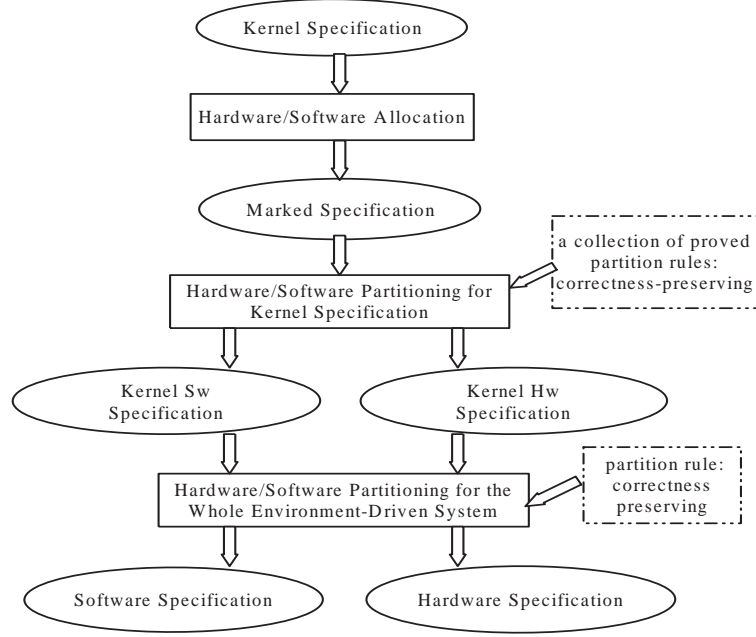 Kernel Specification
Hardware/Software Allocation
Marked Specification
a collection of proved
partition rules:
correctness-preserving
Hardware/Software Partitioning for
Kernel Specification
Kernel Sw
Specification
Kernel Hw
Specification
Hardware/Software Partitioning for the
Whole Environment-Driven System
partition rule:
correctness
preserving
Software Specification
Hardware Specification